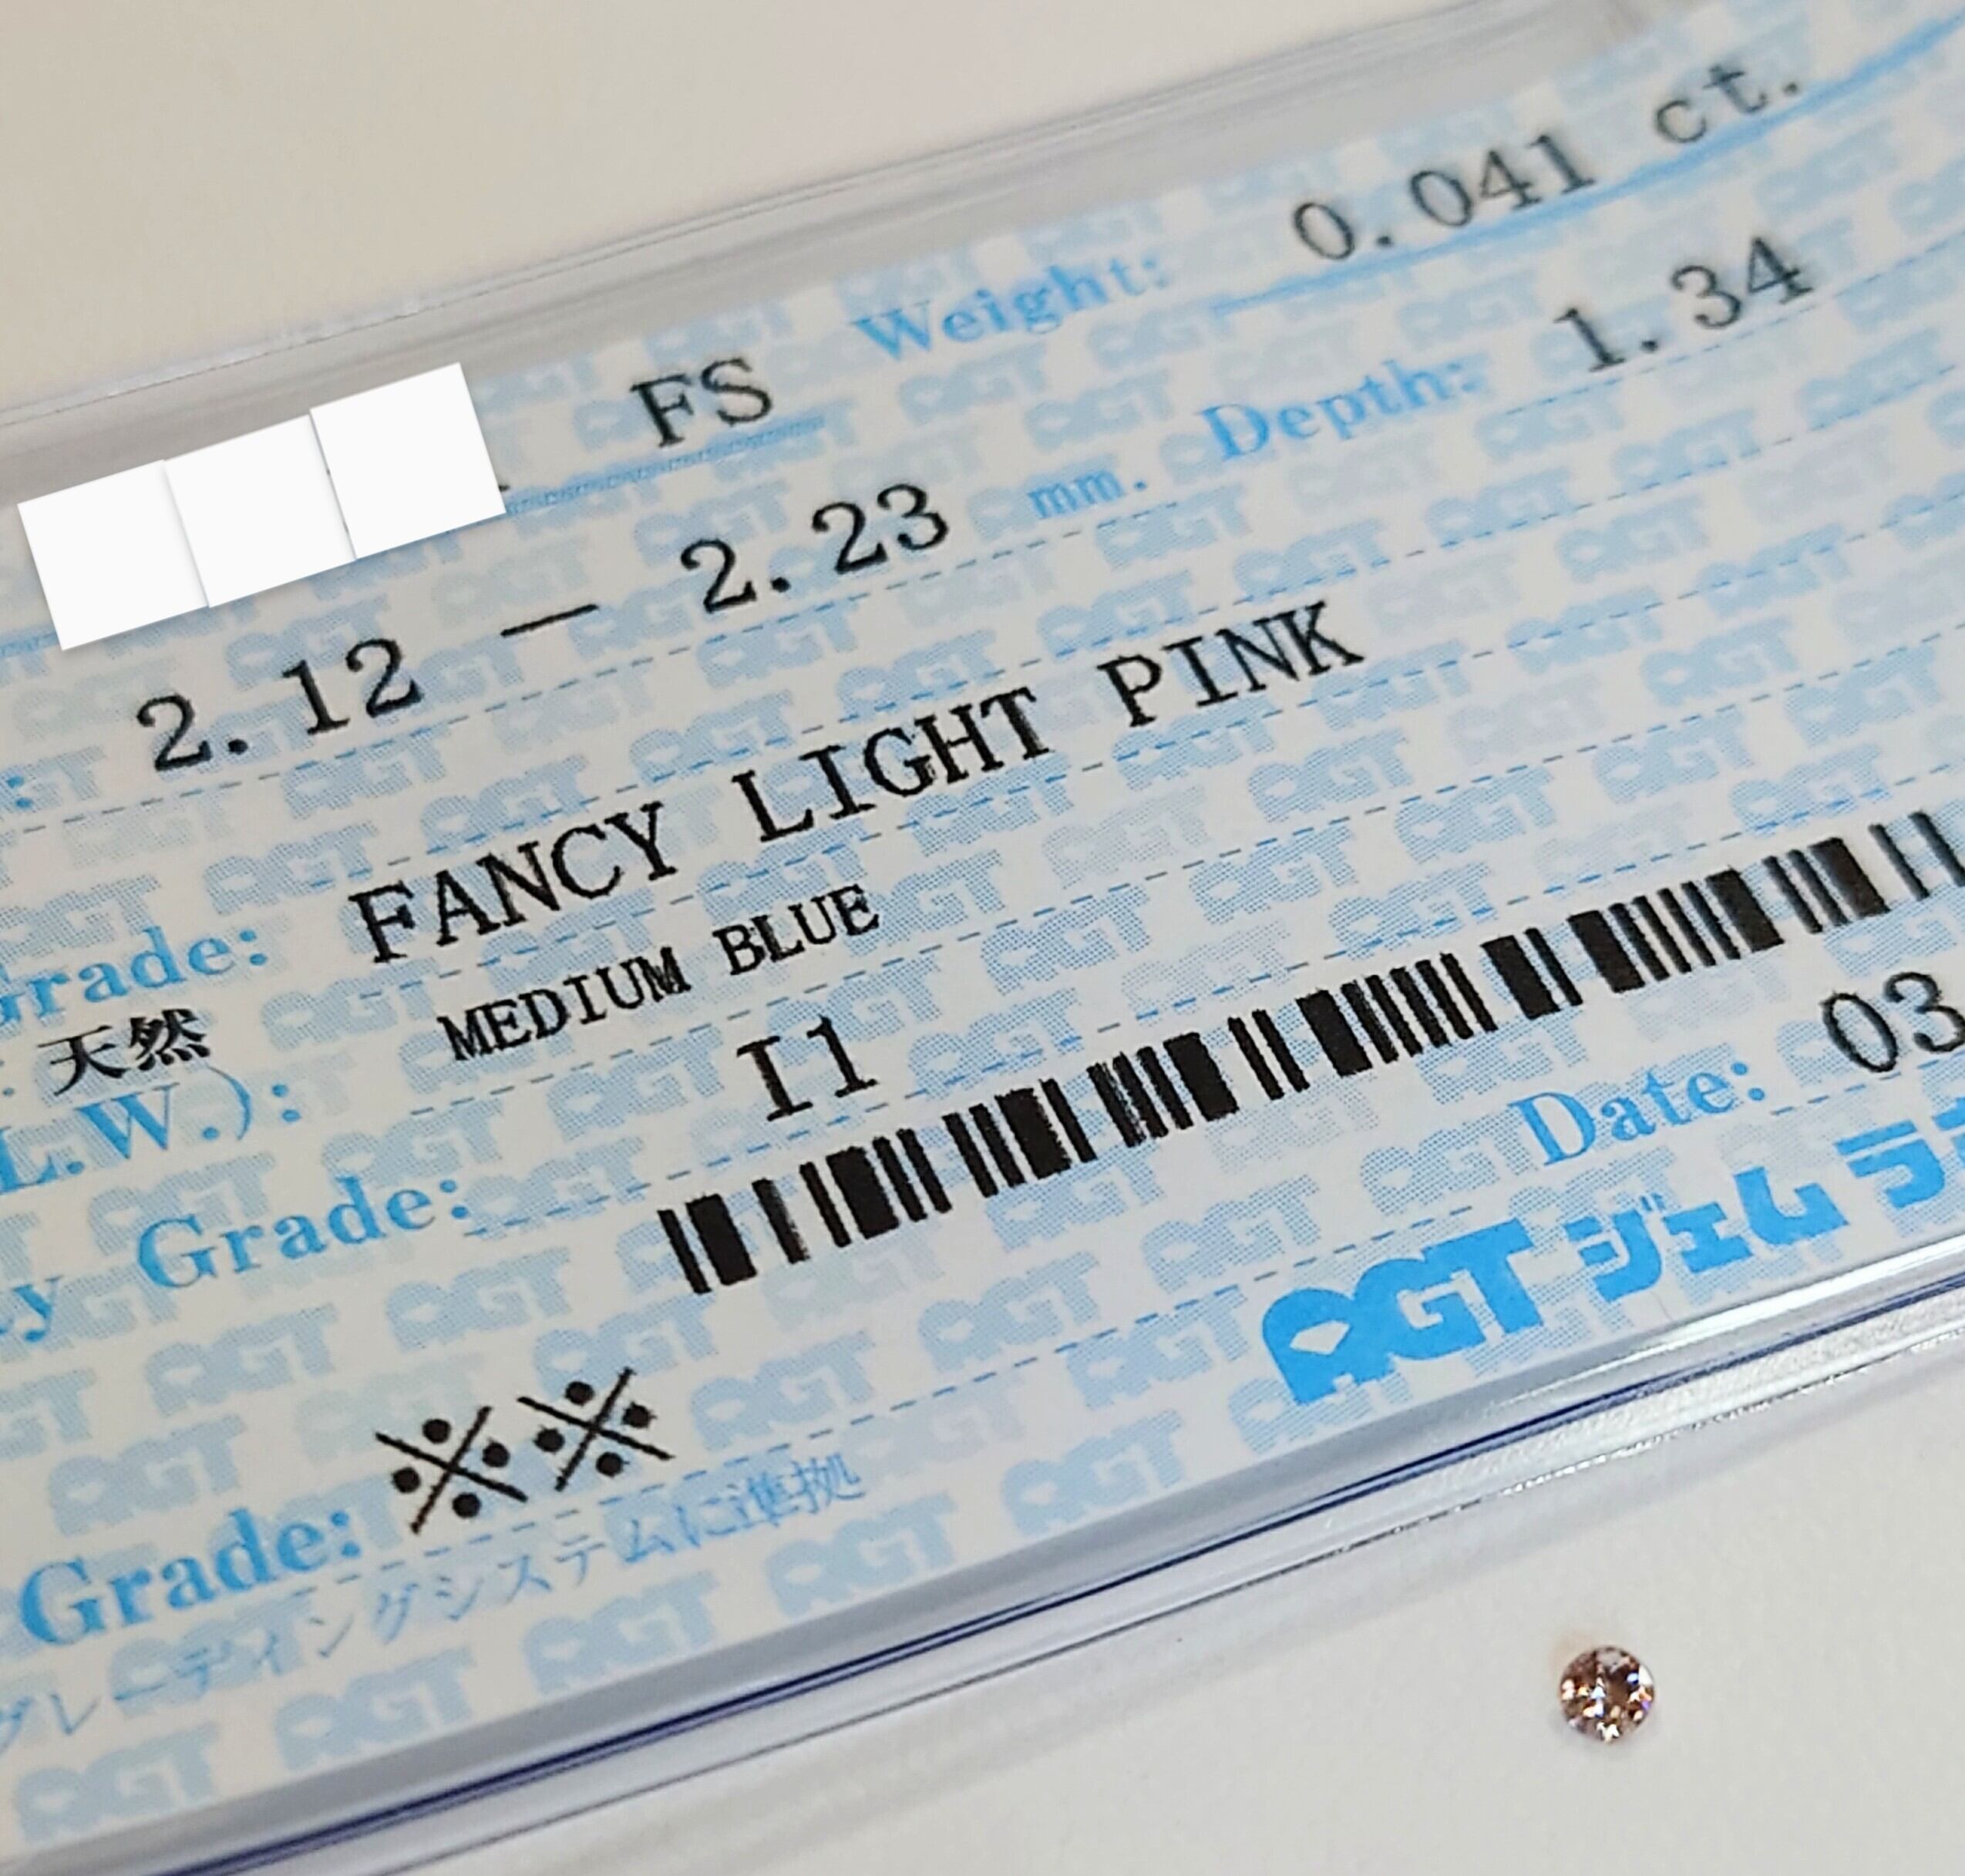 FS Weight: 0.041 ct.
: 2.12 － 2.23 mm. Depth: 1.34
Grade: FANCY LIGHT PINK
: 天然 MEDIUM BLUE
L.W.):
y Grade: I1
Date: 03
AGT ジェム ラ
Grade: ※※
グレーディングシステムに準拠